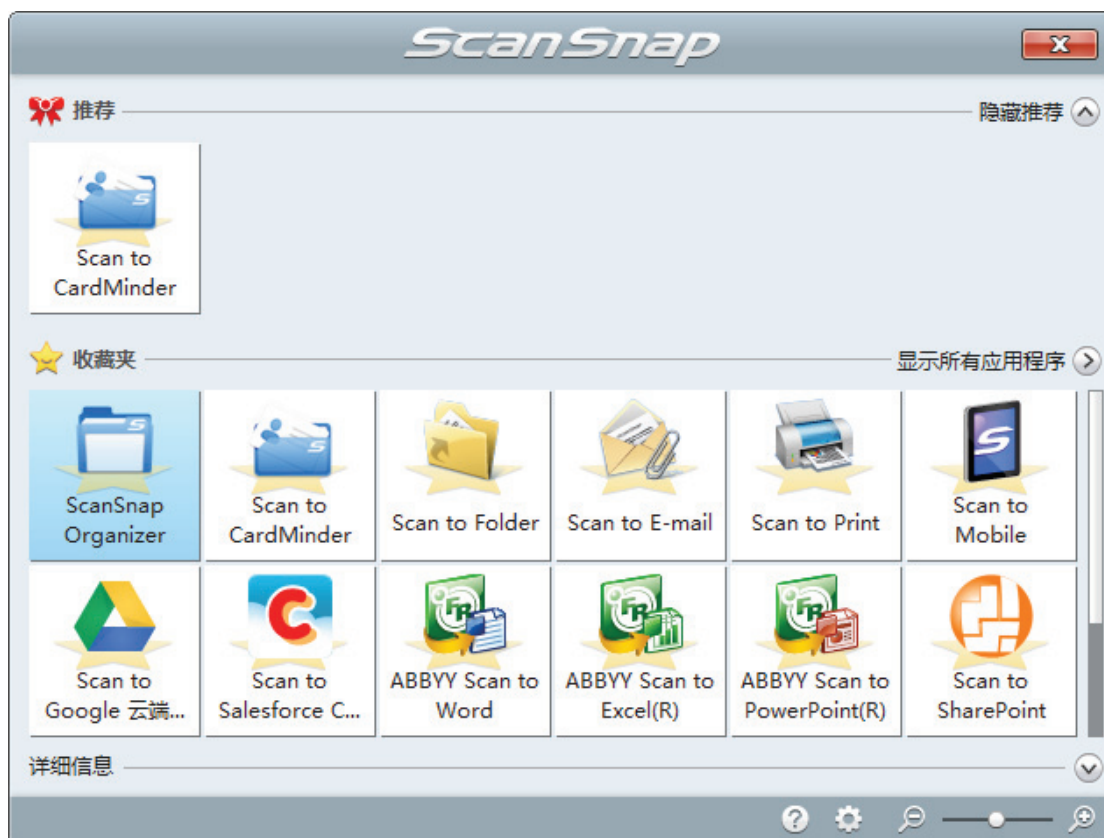 ScanSnap
推荐
隐藏推荐
Scan to
CardMinder
收藏夹
显示所有应用程序
ScanSnap
Organizer
Scan to
CardMinder
Scan to Folder
Scan to E-mail
Scan to Print
Scan to
Mobile
Scan to
Google 云端...
Scan to
Salesforce C...
ABBYY Scan to
Word
ABBYY Scan to
Excel(R)
ABBYY Scan to
PowerPoint(R)
Scan to
SharePoint
详细信息